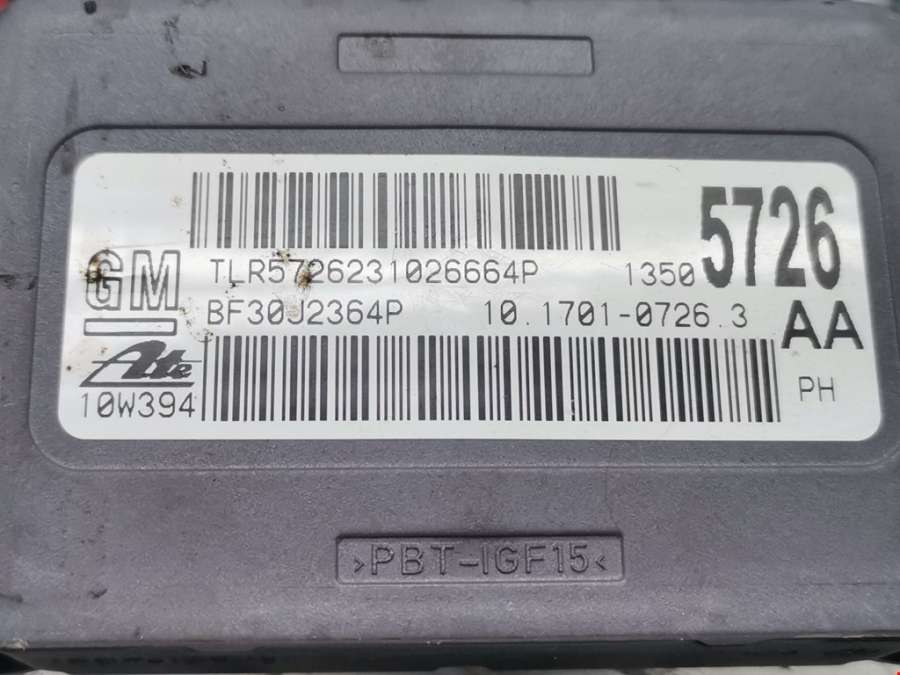 TLR5726231026664P 1350 5726
GM
BF30J2364P 10.1701-0726.3 AA
Ate
10W394 PH
>PBT-IGF15<